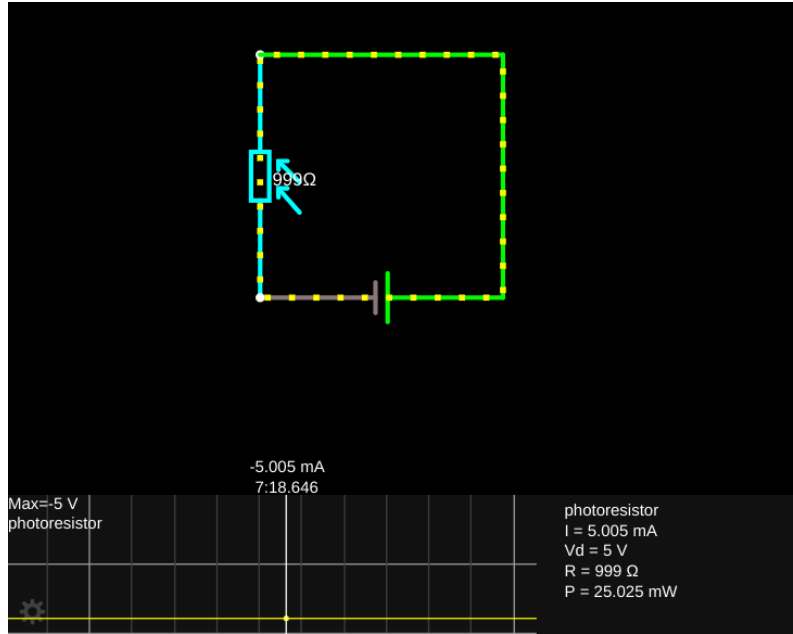 999Ω
-5.005 mA
7:18.646
Max=-5 V
photoresistor
photoresistor
I = 5.005 mA
Vd = 5 V
R = 999 Ω
P = 25.025 mW